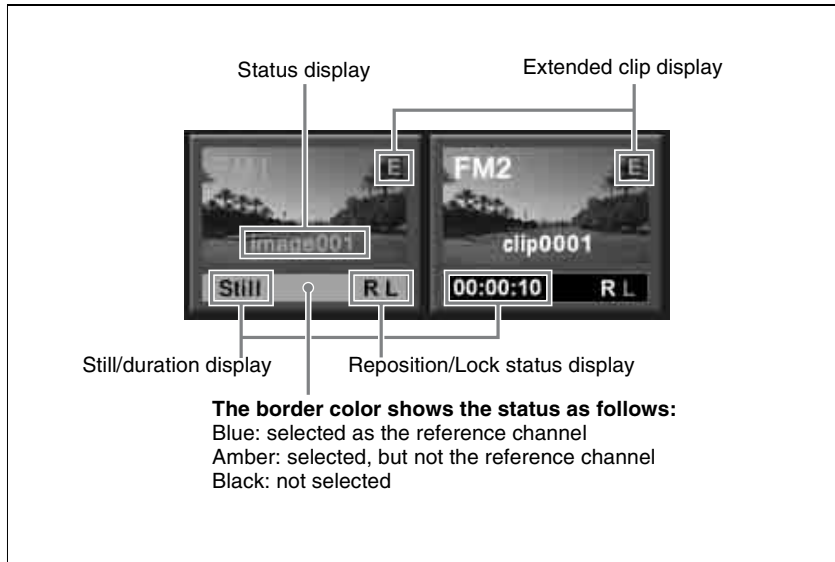 Status display
Extended clip display
FM1
E
FM2
E
image001
clip0001
Still
R L
00:00:10
R L
Still/duration display
Reposition/Lock status display
The border color shows the status as follows:
Blue: selected as the reference channel
Amber: selected, but not the reference channel
Black: not selected